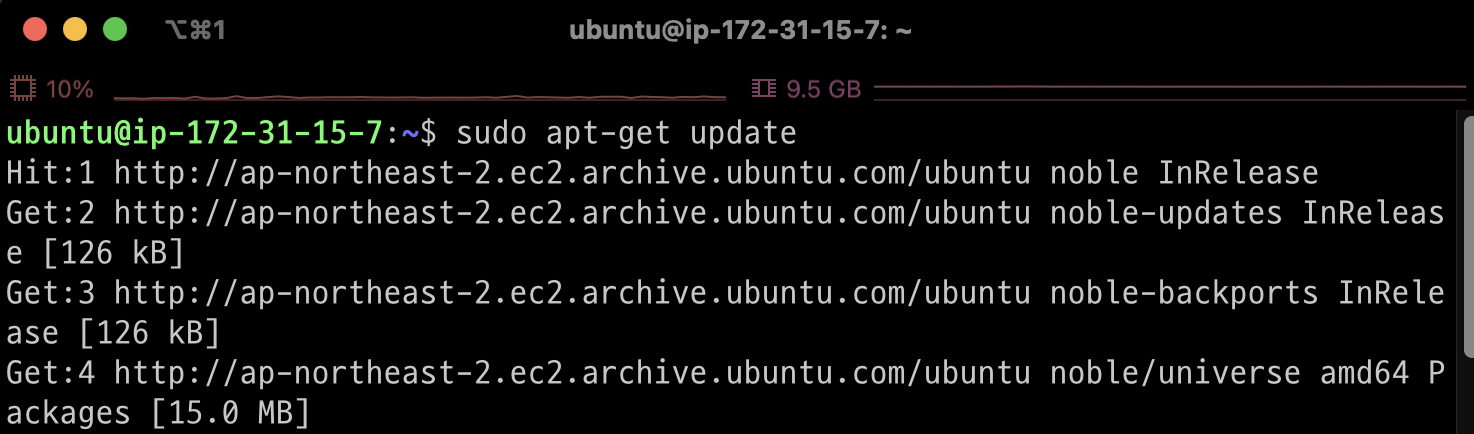 ⌥⌘1 ubuntu@ip-172-31-15-7: ~
10% 9.5 GB
ubuntu@ip-172-31-15-7:~$ sudo apt-get update
Hit:1 http://ap-northeast-2.ec2.archive.ubuntu.com/ubuntu noble InRelease
Get:2 http://ap-northeast-2.ec2.archive.ubuntu.com/ubuntu noble-updates InReleas
e [126 kB]
Get:3 http://ap-northeast-2.ec2.archive.ubuntu.com/ubuntu noble-backports InRele
ase [126 kB]
Get:4 http://ap-northeast-2.ec2.archive.ubuntu.com/ubuntu noble/universe amd64 P
ackages [15.0 MB]